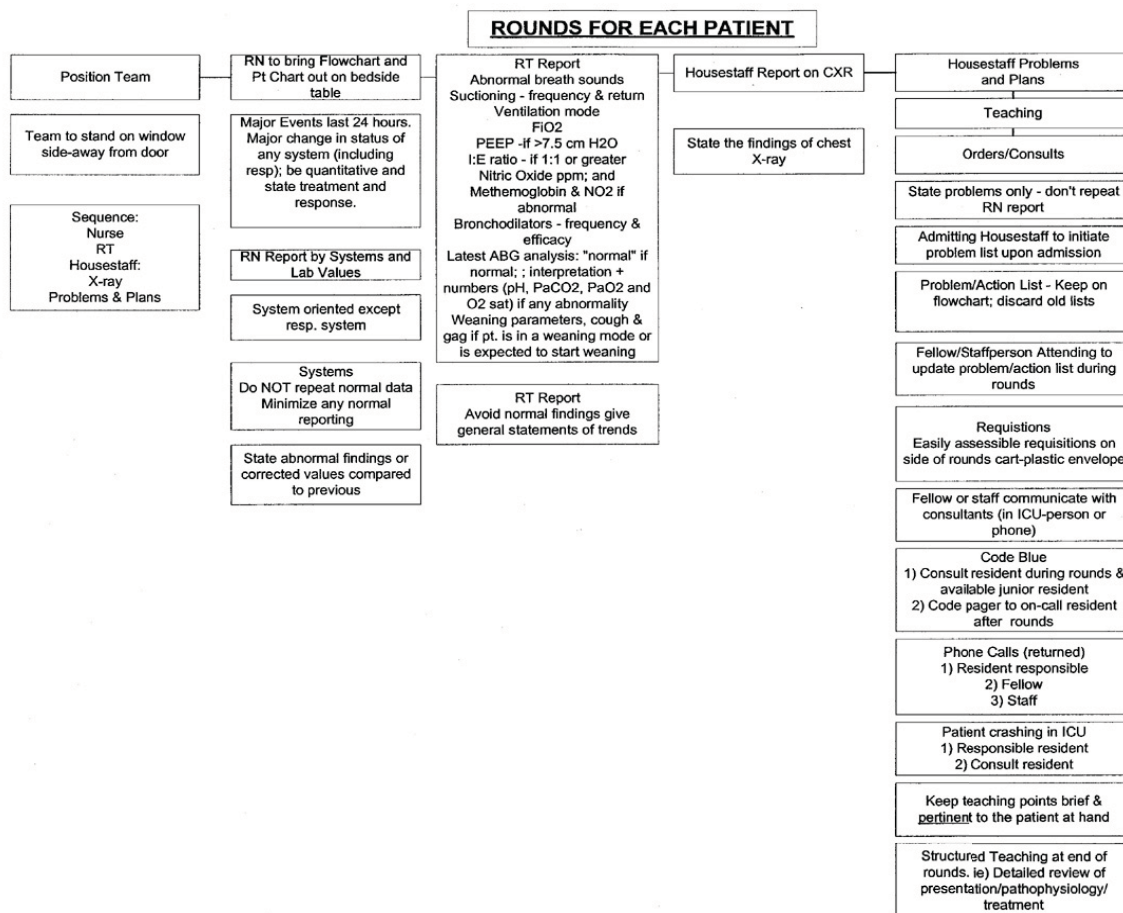 ROUNDS FOR EACH PATIENT
Position Team
Team to stand on window
side-away from door
Sequence:
Nurse
RT
Housestaff:
X-ray
Problems & Plans
RN to bring Flowchart and
Pt Chart out on bedside
table
Major Events last 24 hours.
Major change in status of
any system (including
resp); be quantitative and
state treatment and
response.
RN Report by Systems and
Lab Values
System oriented except
resp. system
Systems
Do NOT repeat normal data
Minimize any normal
reporting
State abnormal findings or
corrected values compared
to previous
RT Report
Abnormal breath sounds
Suctioning - frequency & return
Ventilation mode
FiO2
PEEP -if >7.5 cm H2O
I:E ratio - if 1:1 or greater
Nitric Oxide ppm; and
Methemoglobin & NO2 if
abnormal
Bronchodilators - frequency &
efficacy
Latest ABG analysis: "normal" if
normal; ; interpretation +
numbers (pH, PaCO2, PaO2 and
O2 sat) if any abnormality
Weaning parameters, cough &
gag if pt. is in a weaning mode or
is expected to start weaning
RT Report
Avoid normal findings give
general statements of trends
Housestaff Report on CXR
State the findings of chest
X-ray
Housestaff Problems
and Plans
Teaching
Orders/Consults
State problems only - don't repeat
RN report
Admitting Housestaff to initiate
problem list upon admission
Problem/Action List - Keep on
flowchart; discard old lists
Fellow/Staffperson Attending to
update problem/action list during
rounds
Requistions
Easily assessible requisitions on
side of rounds cart-plastic envelope
Fellow or staff communicate with
consultants (in ICU-person or
phone)
Code Blue
1) Consult resident during rounds &
available junior resident
2) Code pager to on-call resident
after rounds
Phone Calls (returned)
1) Resident responsible
2) Fellow
3) Staff
Patient crashing in ICU
1) Responsible resident
2) Consult resident
Keep teaching points brief &
pertinent to the patient at hand
Structured Teaching at end of
rounds. ie) Detailed review of
presentation/pathophysiology/
treatment